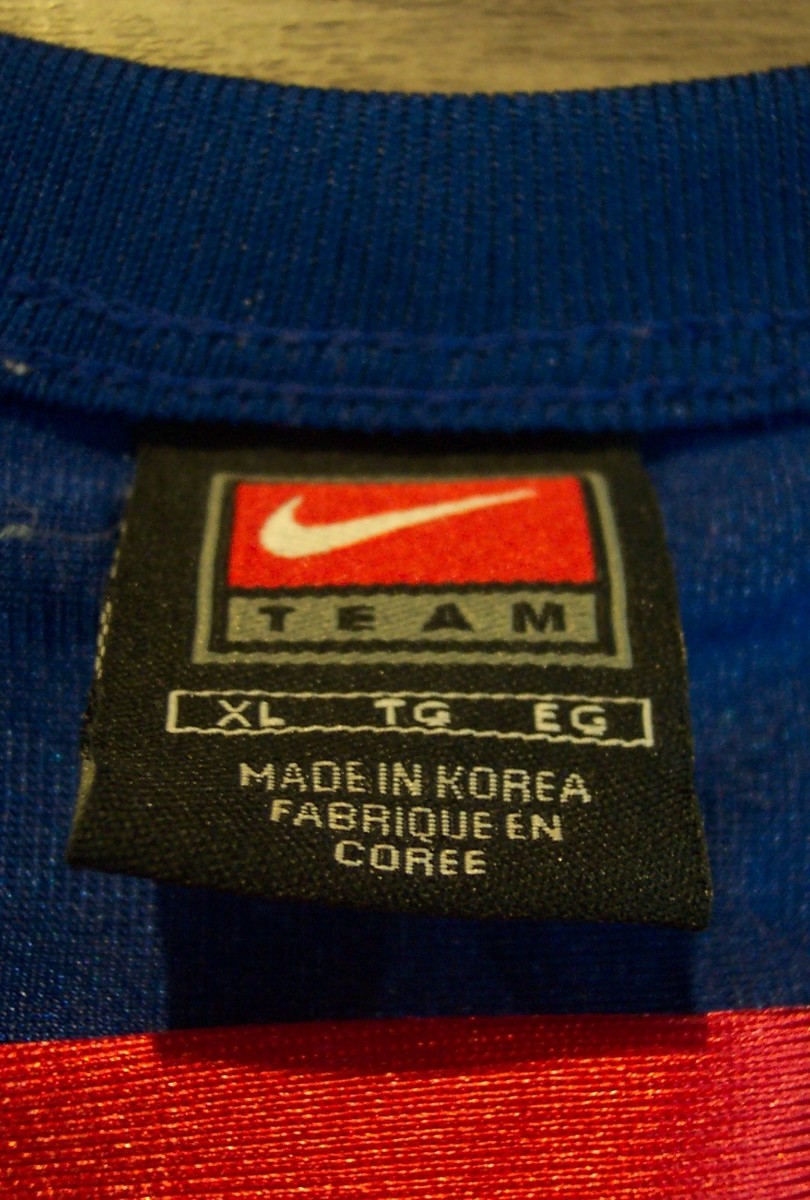 TEAM
XL TG EG
MADE IN KOREA
FABRIQUE EN
COREE